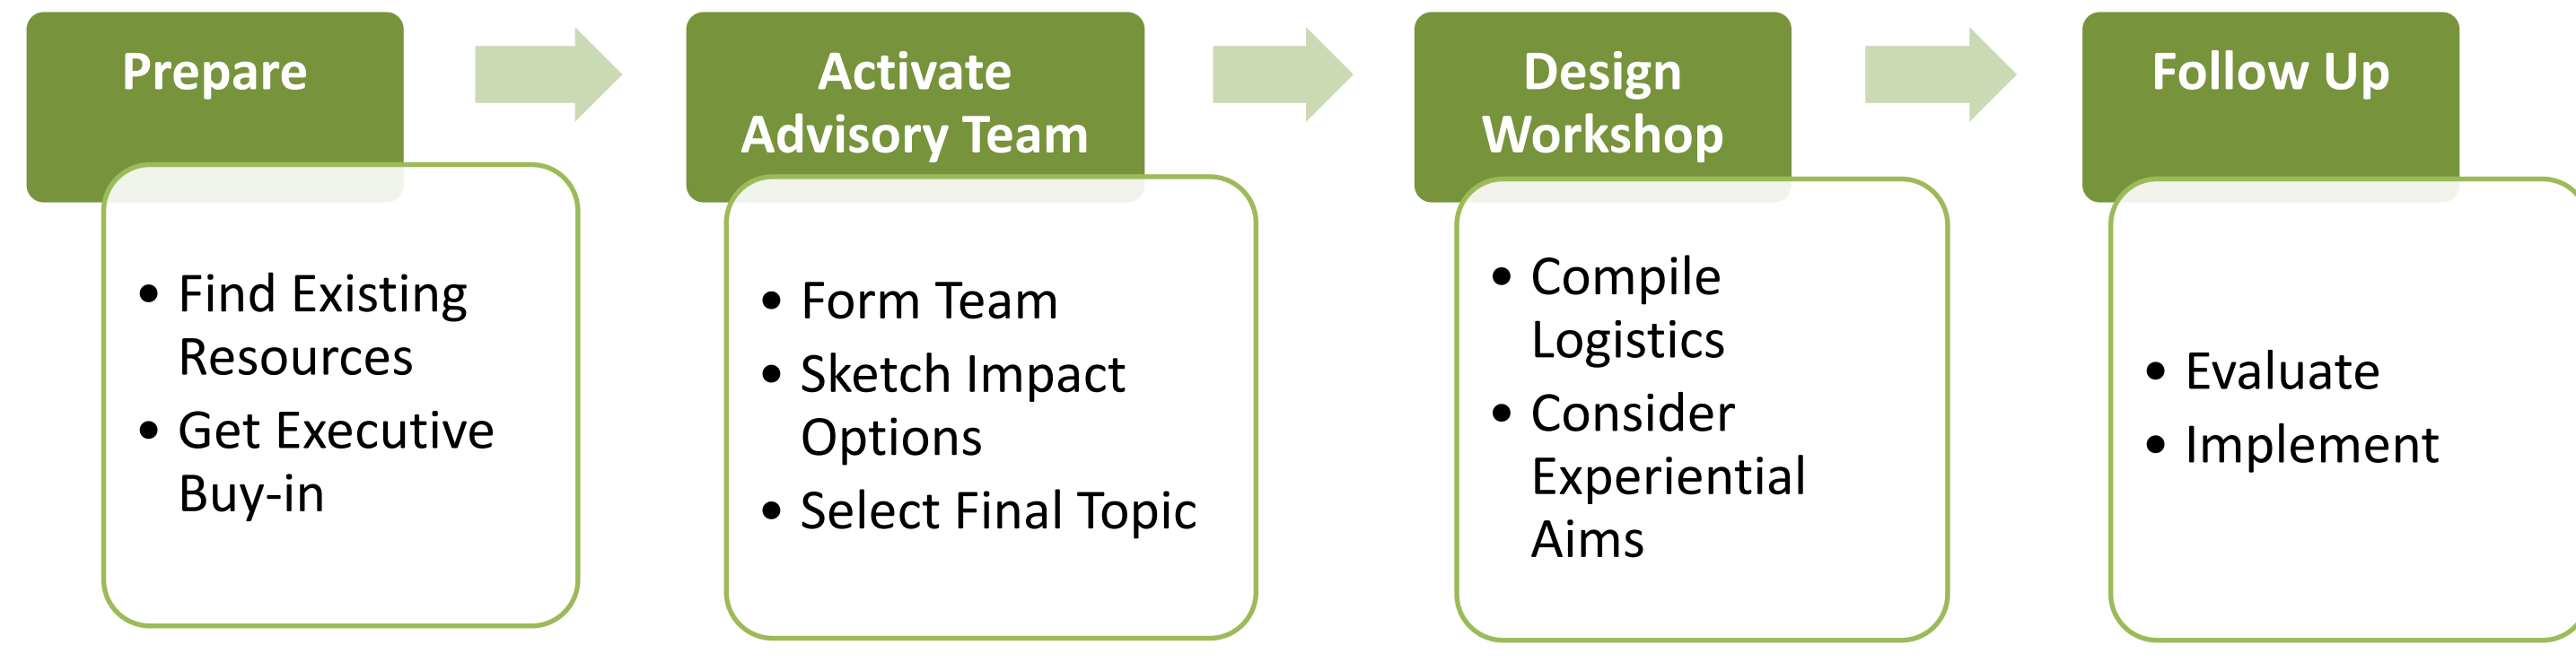 Prepare
• Find Existing
Resources
• Get Executive
Buy-in
Activate
Advisory Team
• Form Team
• Sketch Impact
Options
• Select Final Topic
Design
Workshop
• Compile
Logistics
• Consider
Experiential
Aims
Follow Up
• Evaluate
• Implement